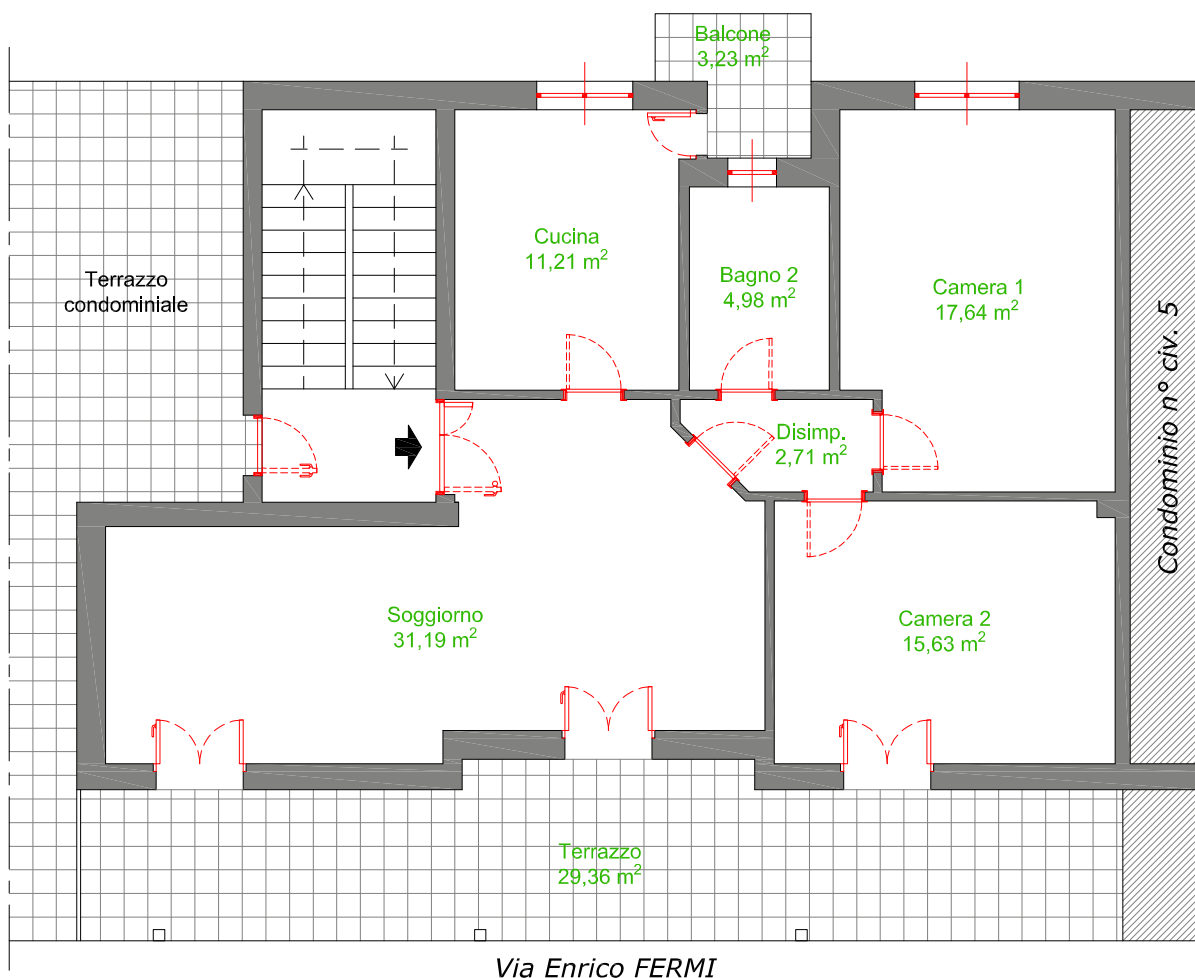 Balcone
3,23 m²
Cucina
11,21 m²
Bagno 2
4,98 m²
Camera 1
17,64 m²
Terrazzo
condominiale
Condominio n° civ. 5
Disimp.
2,71 m²
Soggiorno
31,19 m²
Camera 2
15,63 m²
Terrazzo
29,36 m²
Via Enrico FERMI